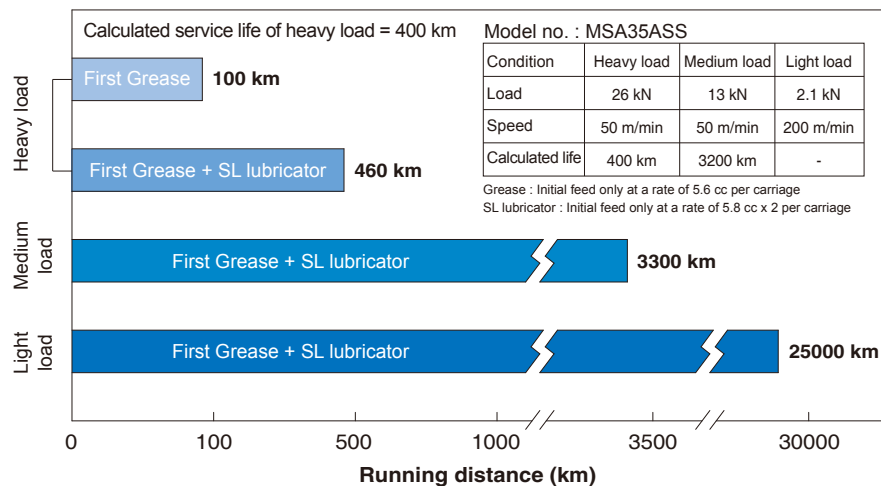 Calculated service life of heavy load = 400 km
Model no. : MSA35ASS
Condition Heavy load Medium load Light load
Load 26 kN 13 kN 2.1 kN
Speed 50 m/min 50 m/min 200 m/min
Calculated life 400 km 3200 km -
Grease : Initial feed only at a rate of 5.6 cc per carriage
SL lubricator : Initial feed only at a rate of 5.8 cc x 2 per carriage
Heavy load
First Grease 100 km
First Grease + SL lubricator 460 km
Medium
load
First Grease + SL lubricator 3300 km
Light
load
First Grease + SL lubricator 25000 km
0 100 500 1000 3500 30000
Running distance (km)